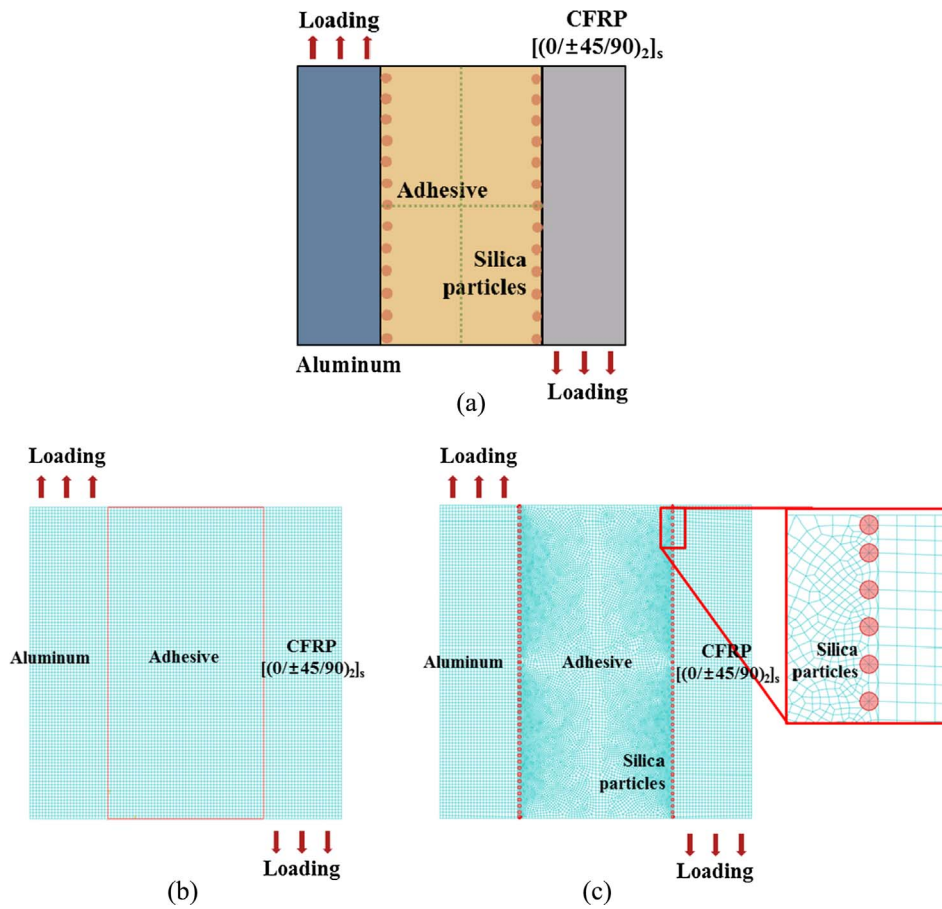 Loading
CFRP
[(0/±45/90)₂]ₛ
Adhesive
Silica
particles
Aluminum
Loading
(a)
Loading
Aluminum
Adhesive
CFRP
[(0/±45/90)₂]ₛ
Loading
(b)
Loading
Aluminum
Adhesive
CFRP
[(0/±45/90)₂]ₛ
Silica
particles
Silica
particles
Loading
(c)